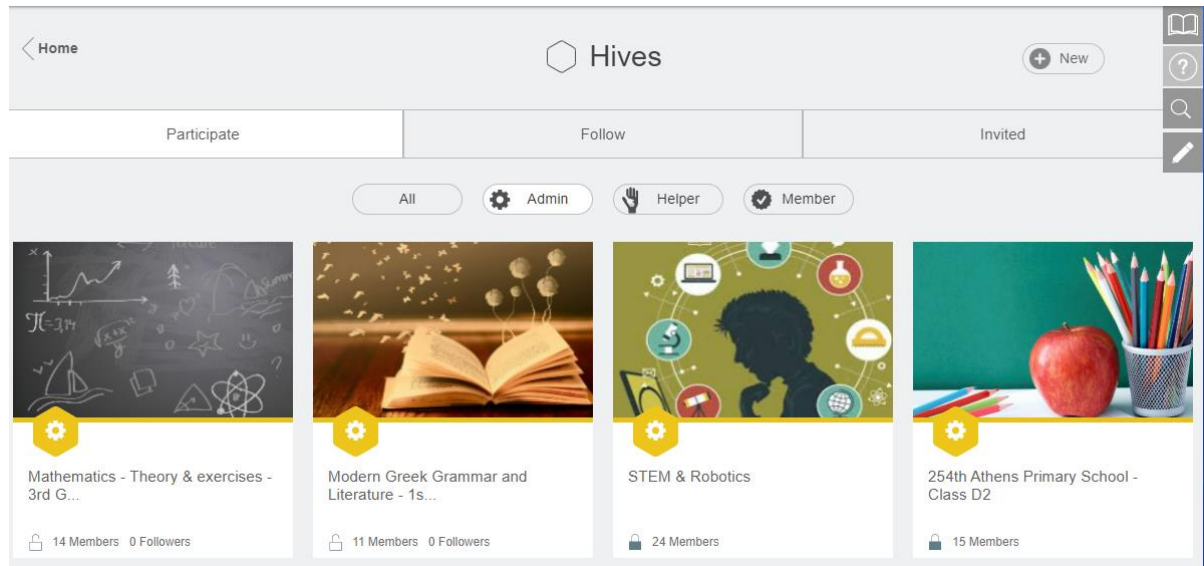 Home
Hives
New
Participate
Follow
Invited
All
Admin
Helper
Member
π=3,14
Mathematics - Theory & exercises -
3rd G...
14 Members 0 Followers
Modern Greek Grammar and
Literature - 1s...
11 Members 0 Followers
STEM & Robotics
24 Members
254th Athens Primary School -
Class D2
15 Members